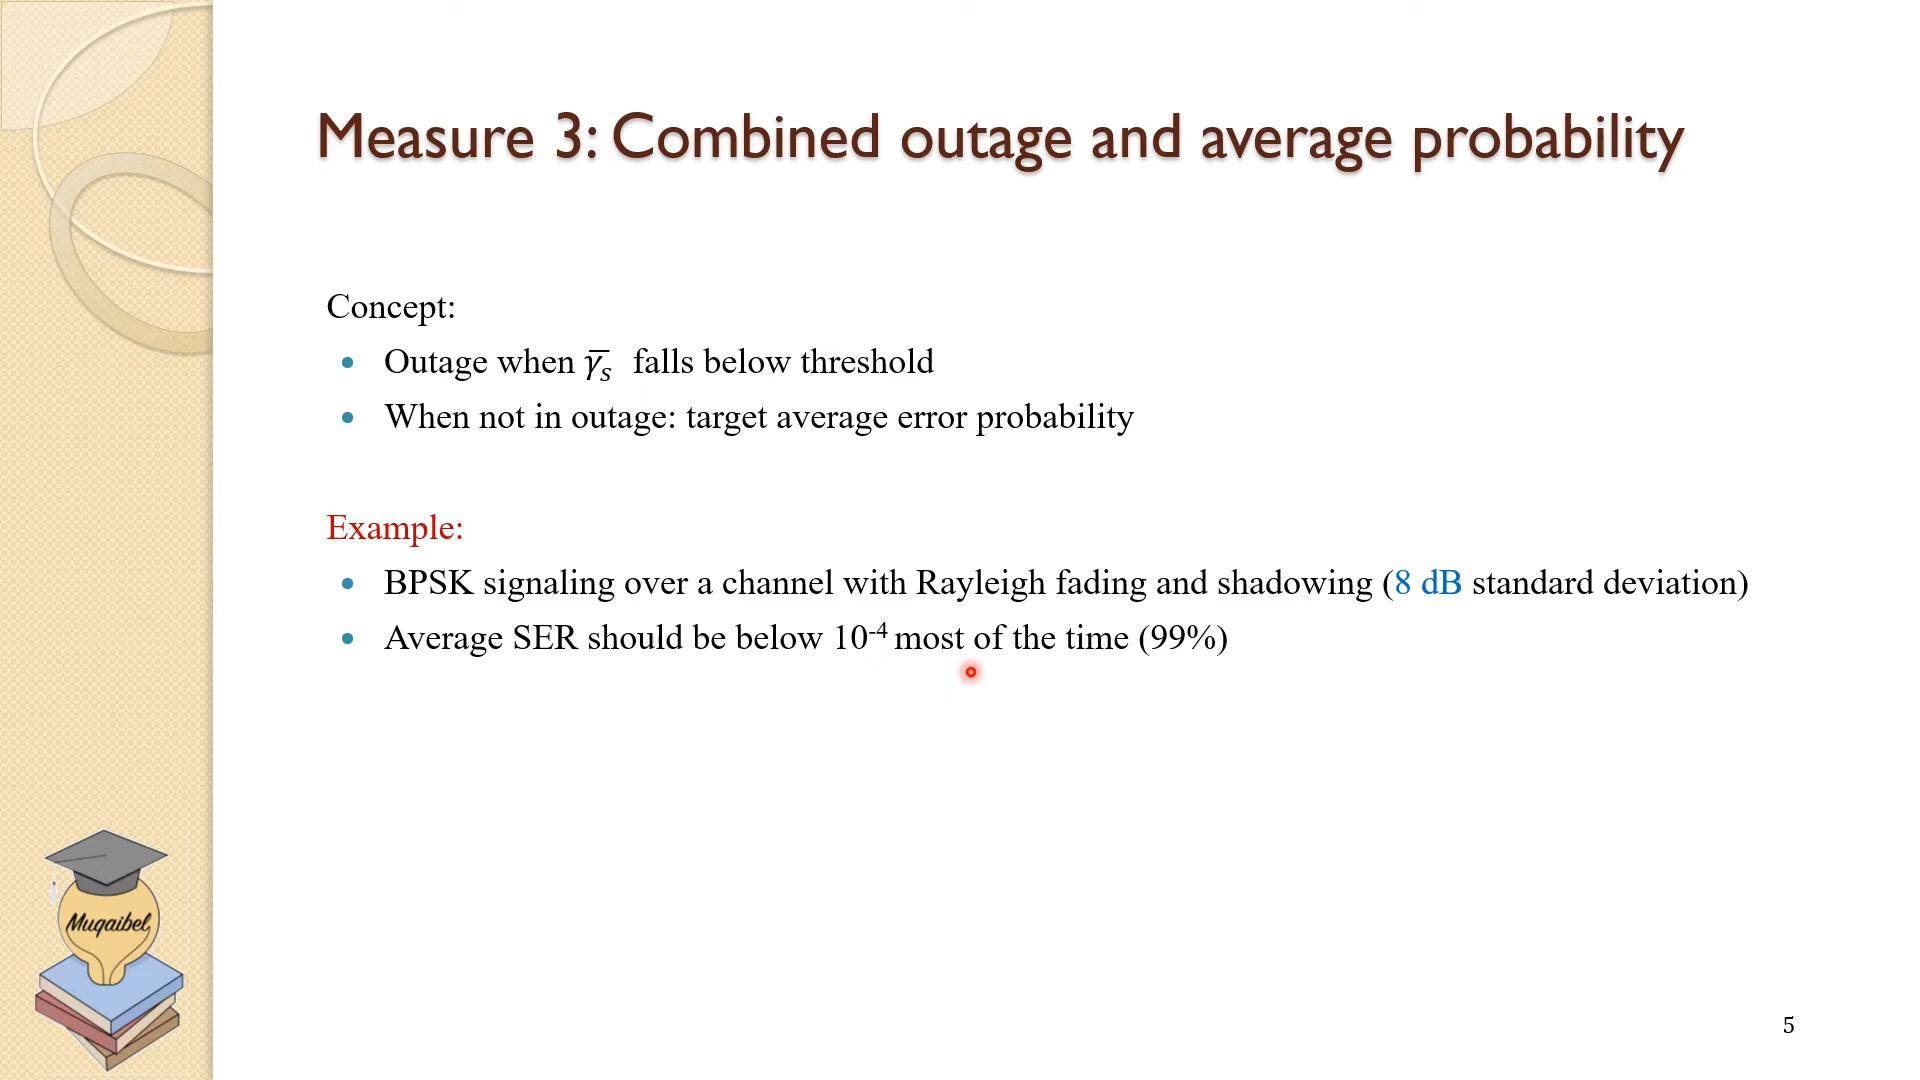 Measure 3: Combined outage and average probability
Concept:
• Outage when γ̅ₛ falls below threshold
• When not in outage: target average error probability
Example:
• BPSK signaling over a channel with Rayleigh fading and shadowing (8 dB standard deviation)
• Average SER should be below 10⁻⁴ most of the time (99%)
Muqaibel
5